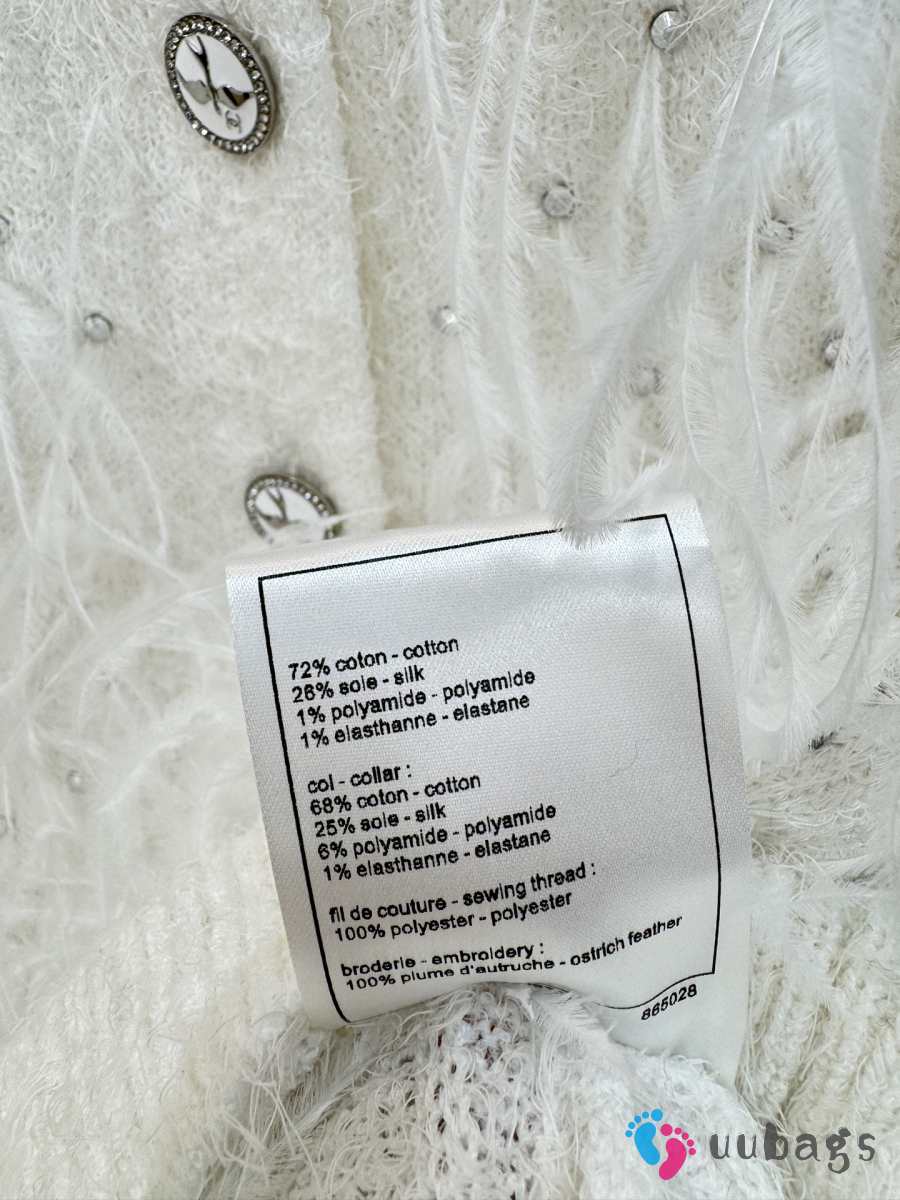 72% coton - cotton
26% soie - silk
1% polyamide - polyamide
1% elasthanne - elastane
col - collar :
68% coton - cotton
25% soie - silk
6% polyamide - polyamide
1% elasthanne - elastane
fil de couture - sewing thread :
100% polyester - polyester
broderie - embroidery :
100% plume d'autruche - ostrich feather
865028
uubags